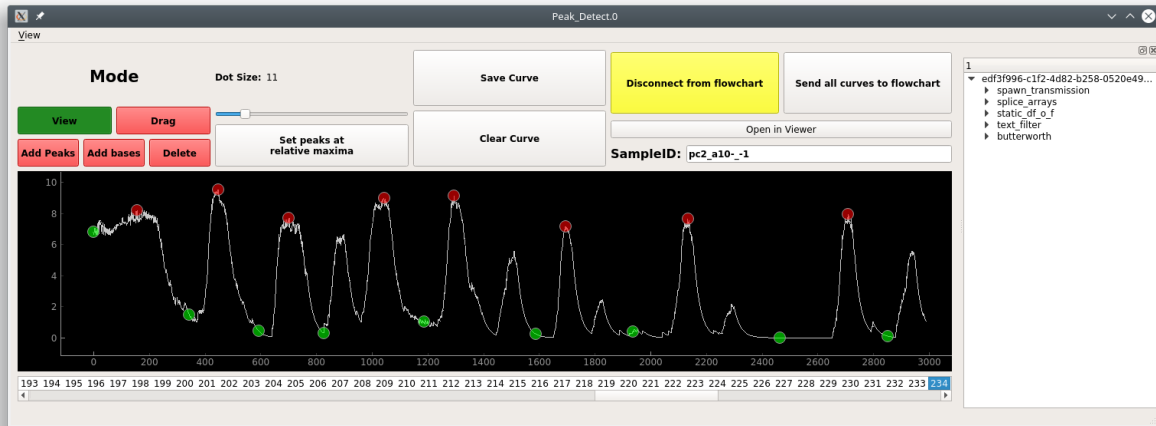 Peak_Detect.0
View
Mode
Dot Size: 11
View
Drag
Add Peaks
Add bases
Delete
Set peaks at
relative maxima
Save Curve
Clear Curve
Disconnect from flowchart
Send all curves to flowchart
Open in Viewer
SampleID: pc2_a10-_-1
1
edf3f996-c1f2-4d82-b258-0520e49...
spawn_transmission
splice_arrays
static_df_o_f
text_filter
butterworth
10
8
6
4
2
0
0 200 400 600 800 1000 1200 1400 1600 1800 2000 2200 2400 2600 2800 3000
193 194 195 196 197 198 199 200 201 202 203 204 205 206 207 208 209 210 211 212 213 214 215 216 217 218 219 220 221 222 223 224 225 226 227 228 229 230 231 232 233 234